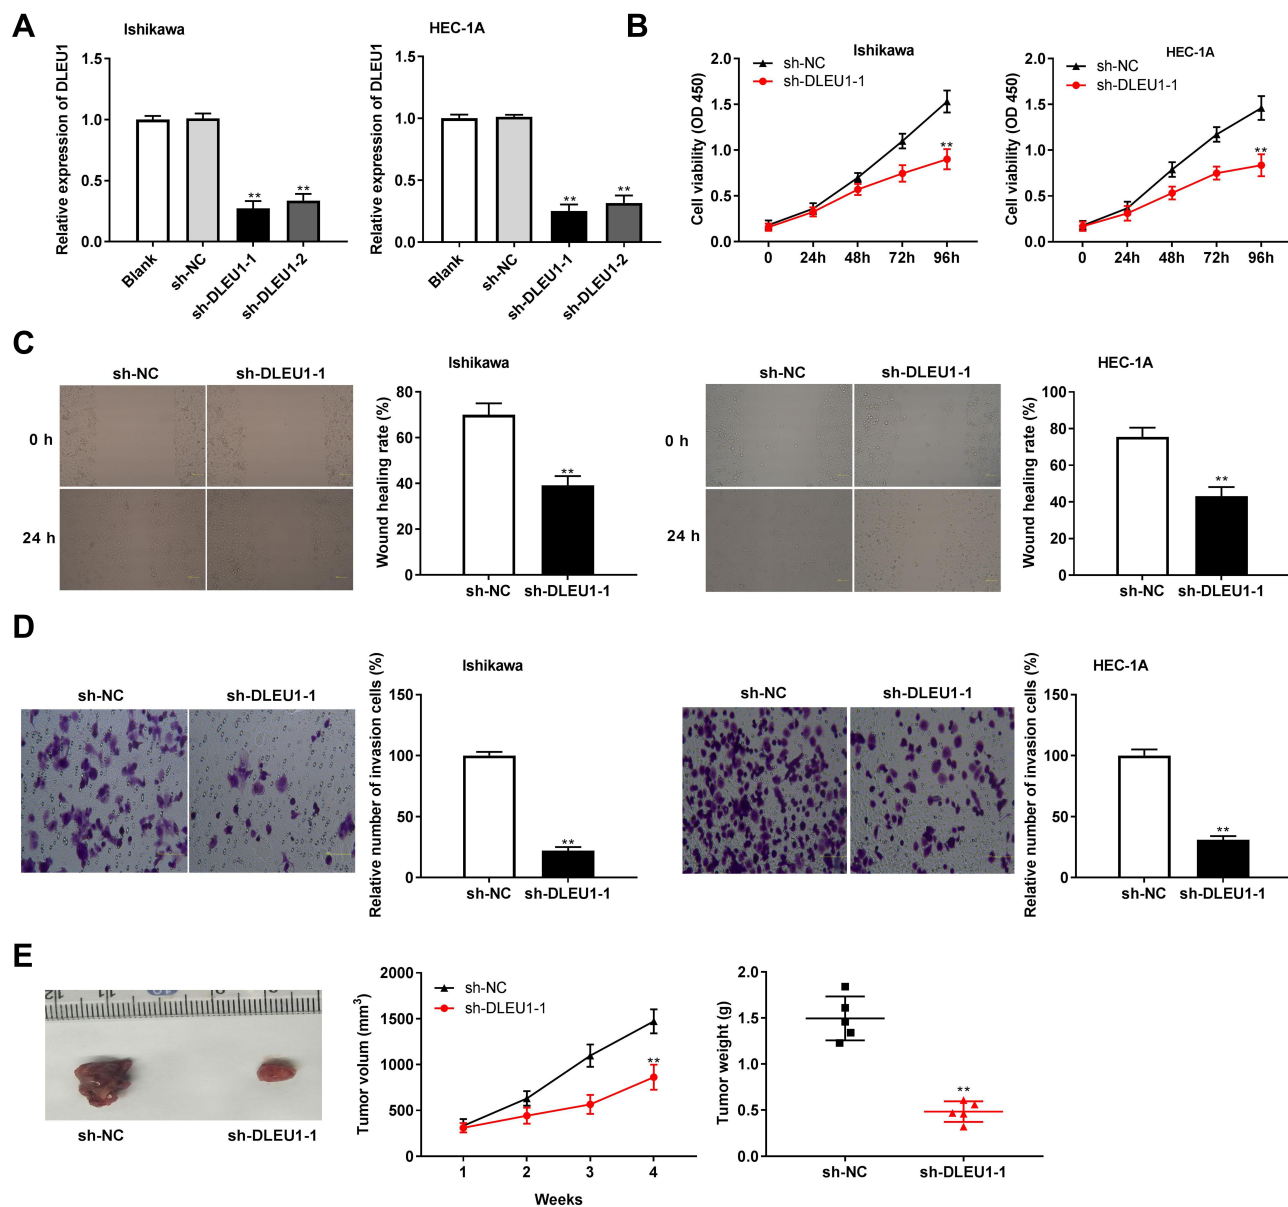 A
Ishikawa
Relative expression of DLEU1
1.5
1.0
0.5
0.0
Blank
sh-NC
sh-DLEU1-1
sh-DLEU1-2
**
**
HEC-1A
Relative expression of DLEU1
1.5
1.0
0.5
0.0
Blank
sh-NC
sh-DLEU1-1
sh-DLEU1-2
**
**
B
Ishikawa
sh-NC
sh-DLEU1-1
Cell viability (OD 450)
2.0
1.5
1.0
0.5
0.0
0 24h 48h 72h 96h
**
HEC-1A
sh-NC
sh-DLEU1-1
Cell viability (OD 450)
2.0
1.5
1.0
0.5
0.0
0 24h 48h 72h 96h
**
C
sh-NC sh-DLEU1-1
0 h
24 h
Ishikawa
Wound healing rate (%)
80
60
40
20
0
**
sh-NC sh-DLEU1-1
sh-NC sh-DLEU1-1
0 h
24 h
HEC-1A
Wound healing rate (%)
100
80
60
40
20
0
**
sh-NC sh-DLEU1-1
D
sh-NC sh-DLEU1-1
Ishikawa
Relative number of invasion cells (%)
150
100
50
0
**
sh-NC sh-DLEU1-1
sh-NC sh-DLEU1-1
HEC-1A
Relative number of invasion cells (%)
150
100
50
0
**
sh-NC sh-DLEU1-1
E
sh-NC sh-DLEU1-1
sh-NC
sh-DLEU1-1
Tumor volum (mm³)
2000
1500
1000
500
0
**
1 2 3 4
Weeks
Tumor weight (g)
2.0
1.5
1.0
0.5
0.0
**
sh-NC sh-DLEU1-1